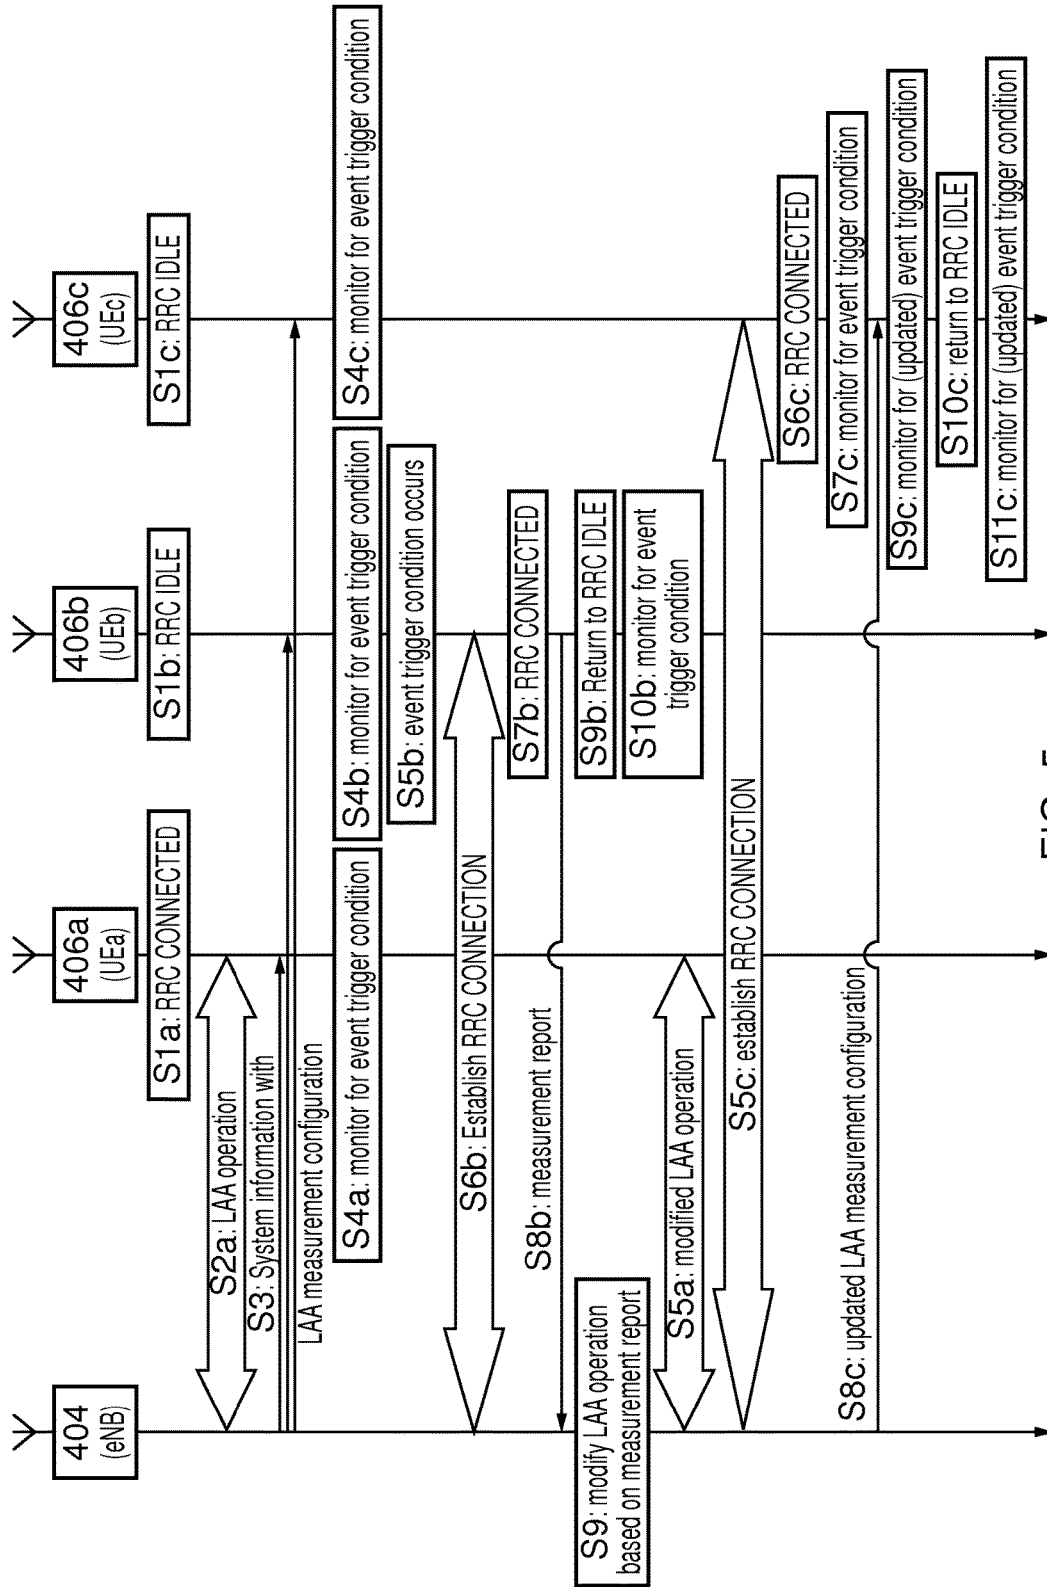 404
(eNB)
406a
(UEa)
406b
(UEb)
406c
(UEc)
S1a: RRC CONNECTED
S1b: RRC IDLE
S1c: RRC IDLE
S2a: LAA operation
S3: System information with
LAA measurement configuration
S4a: monitor for event trigger condition
S4b: monitor for event trigger condition
S4c: monitor for event trigger condition
S5b: event trigger condition occurs
S6b: Establish RRC CONNECTION
S7b: RRC CONNECTED
S8b: measurement report
S9: modify LAA operation
based on measurement report
S9b: Return to RRC IDLE
S10b: monitor for event
trigger condition
S5a: modified LAA operation
S5c: establish RRC CONNECTION
S6c: RRC CONNECTED
S7c: monitor for event trigger condition
S8c: updated LAA measurement configuration
S9c: monitor for (updated) event trigger condition
S10c: return to RRC IDLE
S11c: monitor for (updated) event trigger condition